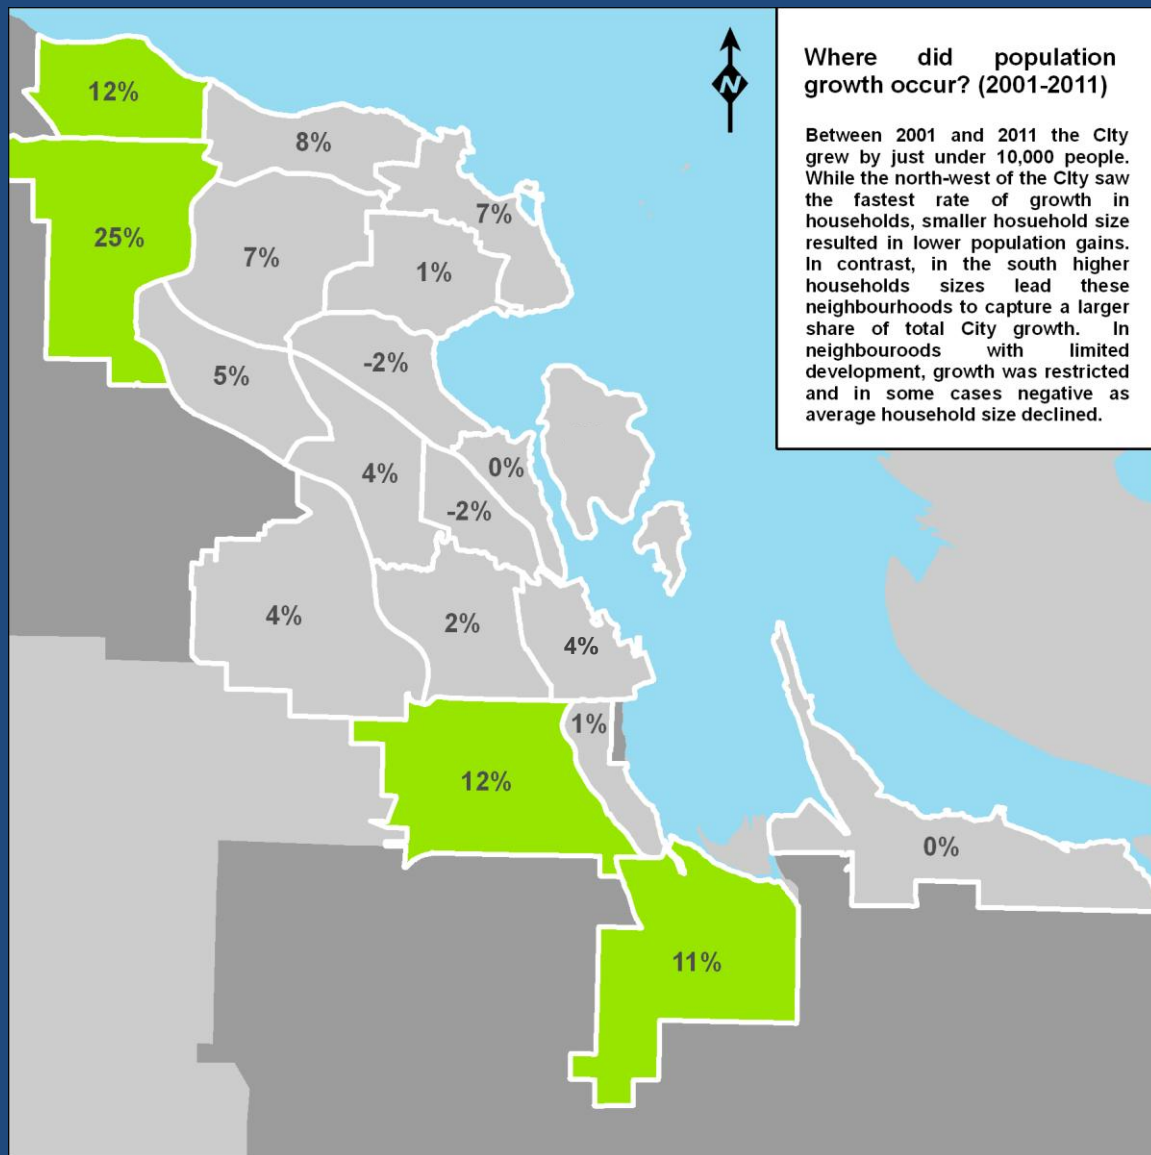 Where did population
growth occur? (2001-2011)
Between 2001 and 2011 the CIty
grew by just under 10,000 people.
While the north-west of the CIty saw
the fastest rate of growth in
households, smaller hosuehold size
resulted in lower population gains.
In contrast, in the south higher
households sizes lead these
neighbourhoods to capture a larger
share of total City growth. In
neighbouroods with limited
development, growth was restricted
and in some cases negative as
average household size declined.
N
12%
8%
7%
25%
7%
1%
-2%
5%
0%
4%
-2%
4%
2%
4%
1%
12%
0%
11%